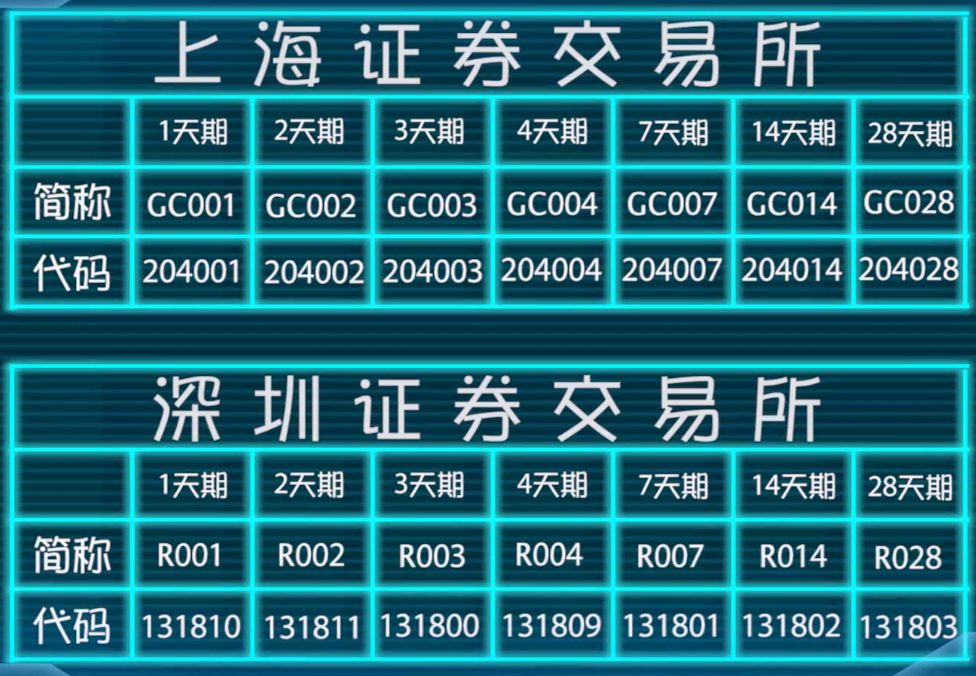 上海证券交易所
1天期 2天期 3天期 4天期 7天期 14天期 28天期
简称 GC001 GC002 GC003 GC004 GC007 GC014 GC028
代码 204001 204002 204003 204004 204007 204014 204028
深圳证券交易所
1天期 2天期 3天期 4天期 7天期 14天期 28天期
简称 R001 R002 R003 R004 R007 R014 R028
代码 131810 131811 131800 131809 131801 131802 131803